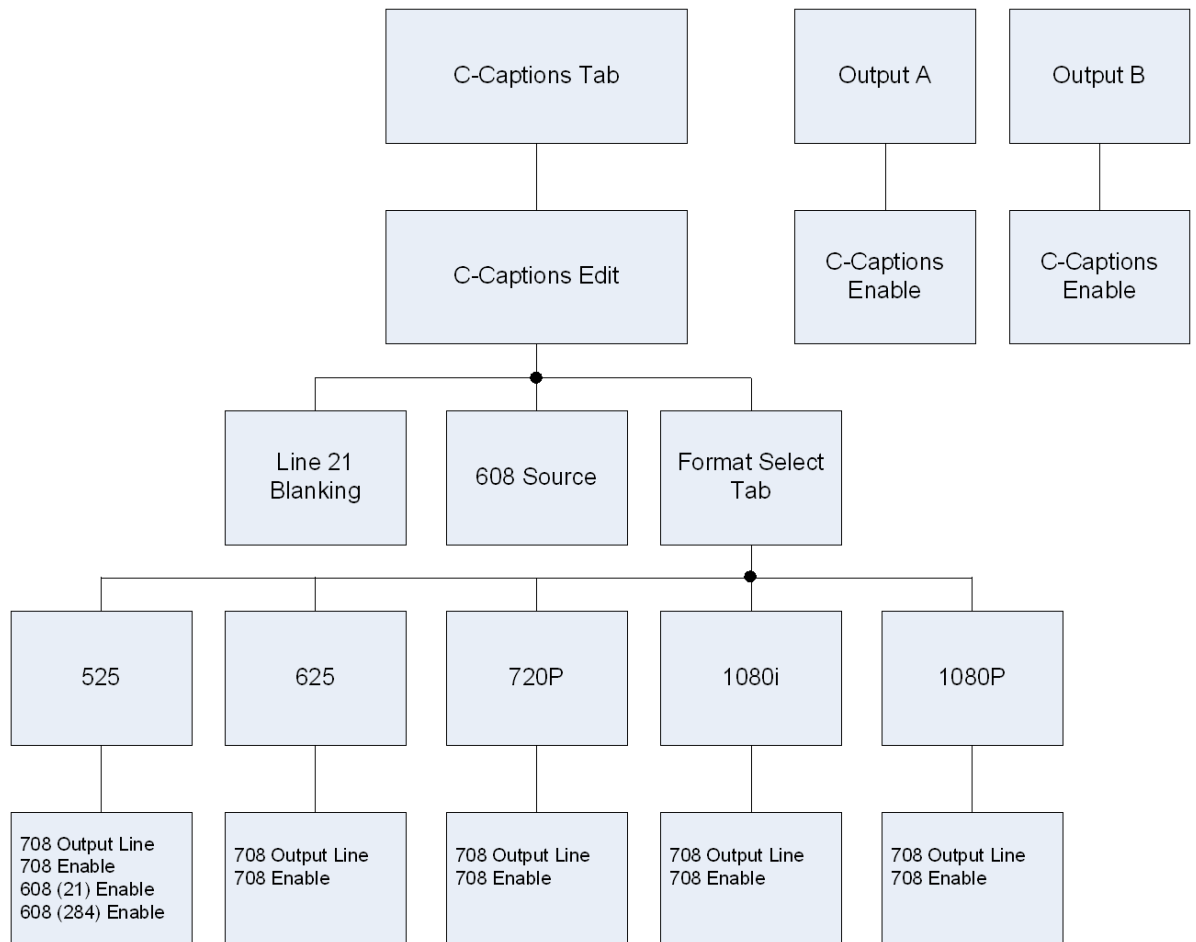 C-Captions Tab
Output A
Output B
C-Captions Edit
C-Captions
Enable
C-Captions
Enable
Line 21
Blanking
608 Source
Format Select
Tab
525
625
720P
1080i
1080P
708 Output Line
708 Enable
608 (21) Enable
608 (284) Enable
708 Output Line
708 Enable
708 Output Line
708 Enable
708 Output Line
708 Enable
708 Output Line
708 Enable